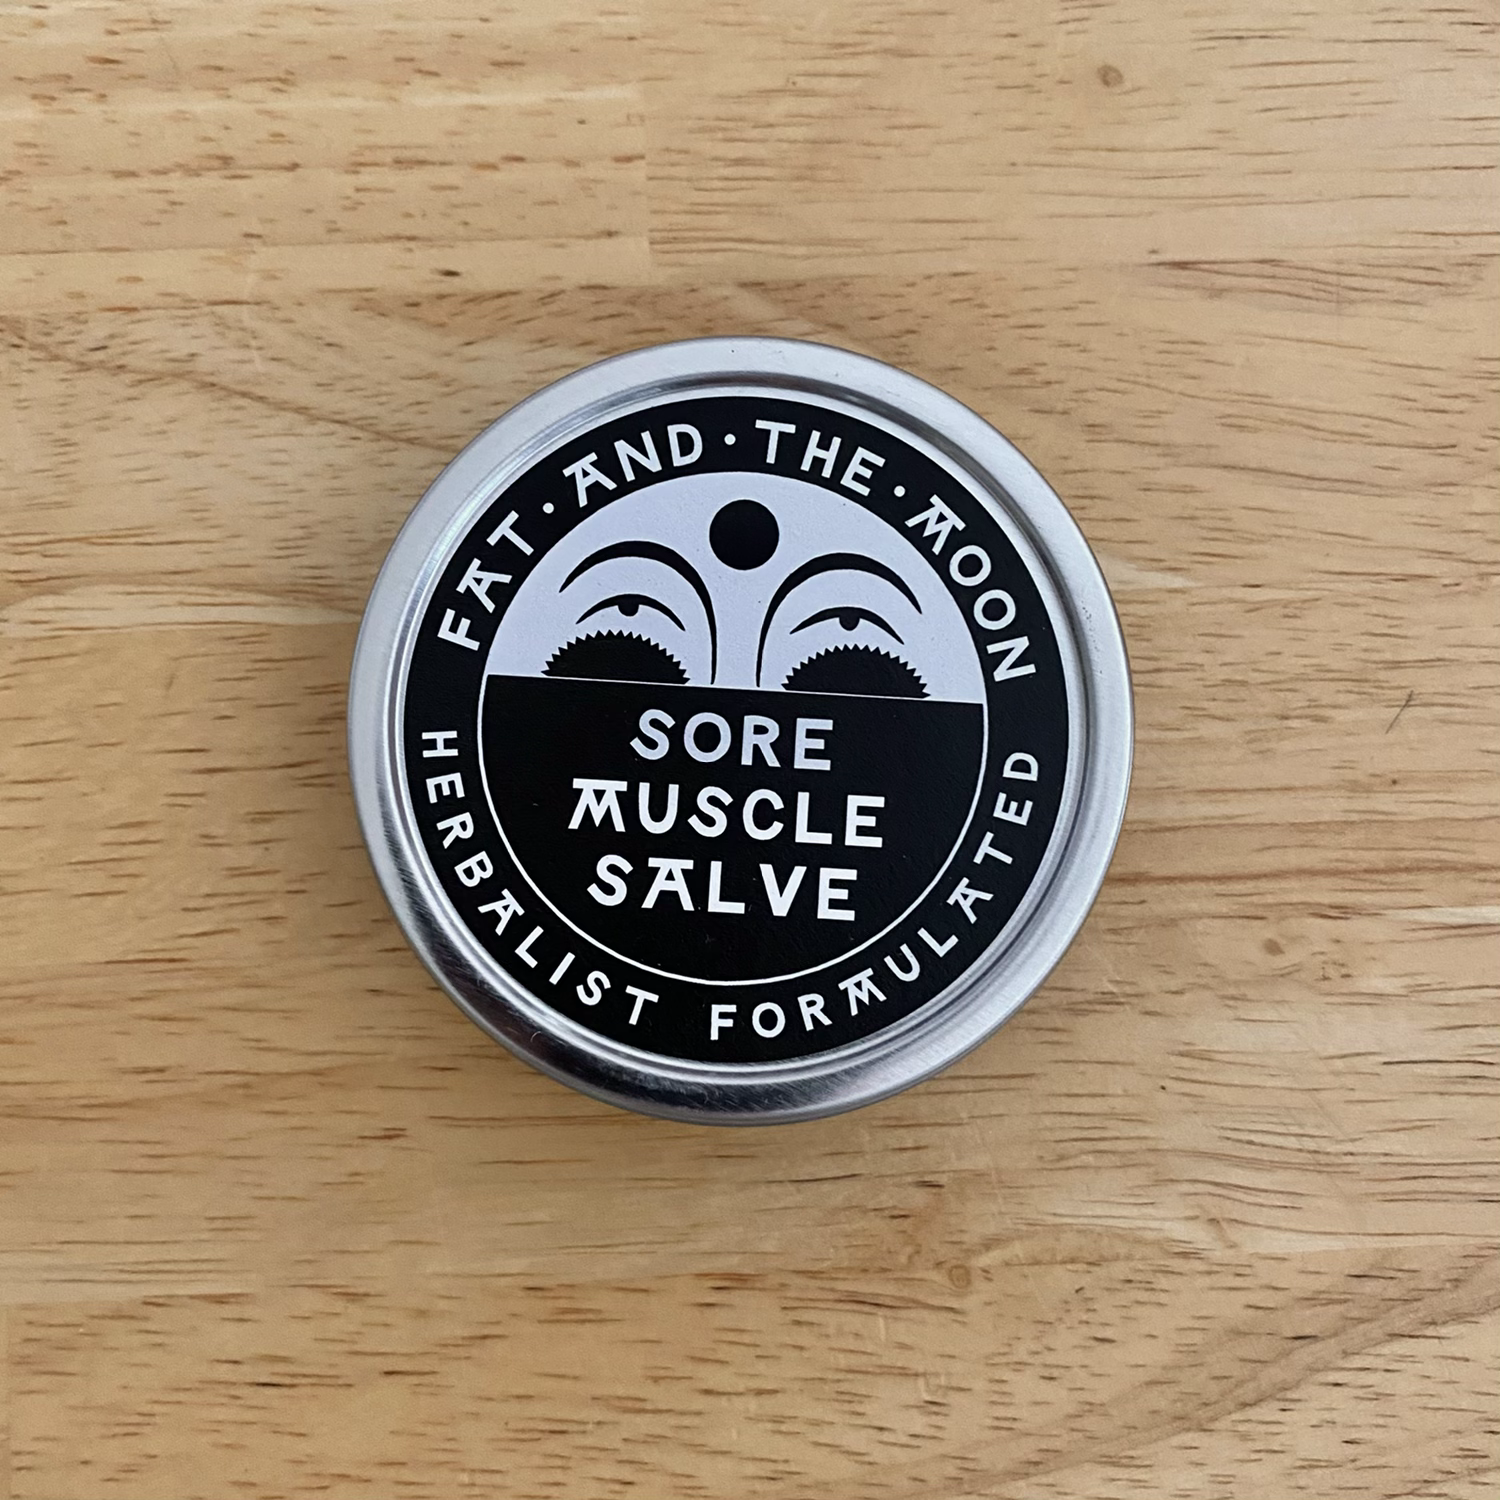 FAT · AND · THE · MOON
SORE
MUSCLE
SALVE
HERBALIST FORMULATED